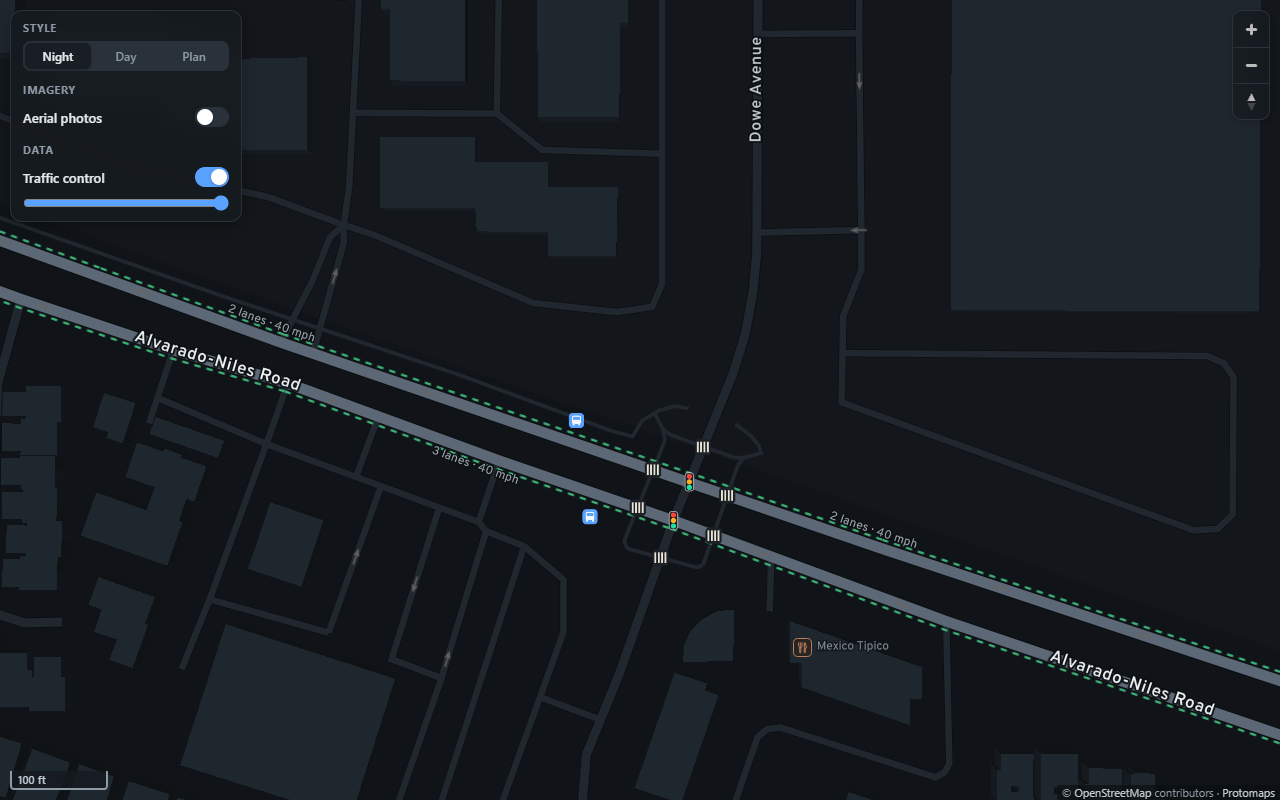 STYLE
Night Day Plan
IMAGERY
Aerial photos
DATA
Traffic control
Dowe Avenue
2 lanes · 40 mph
Alvarado-Niles Road
3 lanes · 40 mph
2 lanes · 40 mph
Mexico Tipico
Alvarado-Niles Road
100 ft
© OpenStreetMap contributors · Protomaps